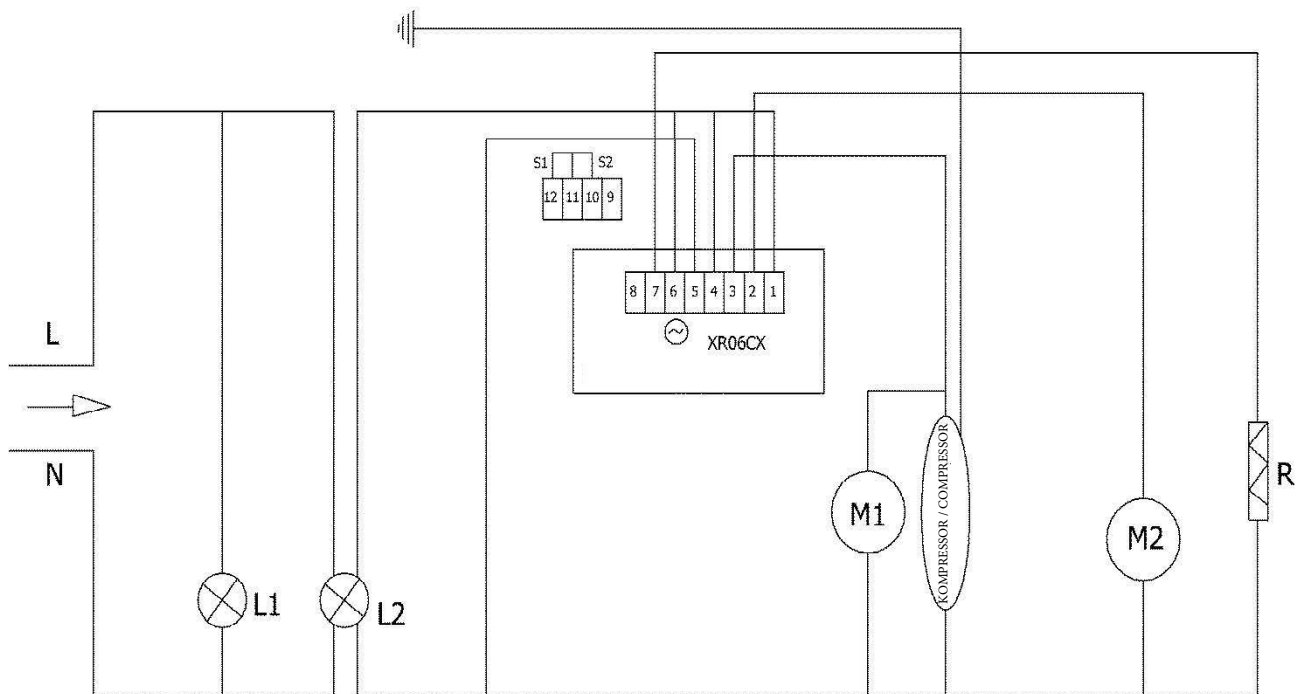 S1 S2
12 11 10 9
8 7 6 5 4 3 2 1
XR06CX
L
N
M1
KOMPRESSOR / COMPRESSOR
M2
R
L1
L2